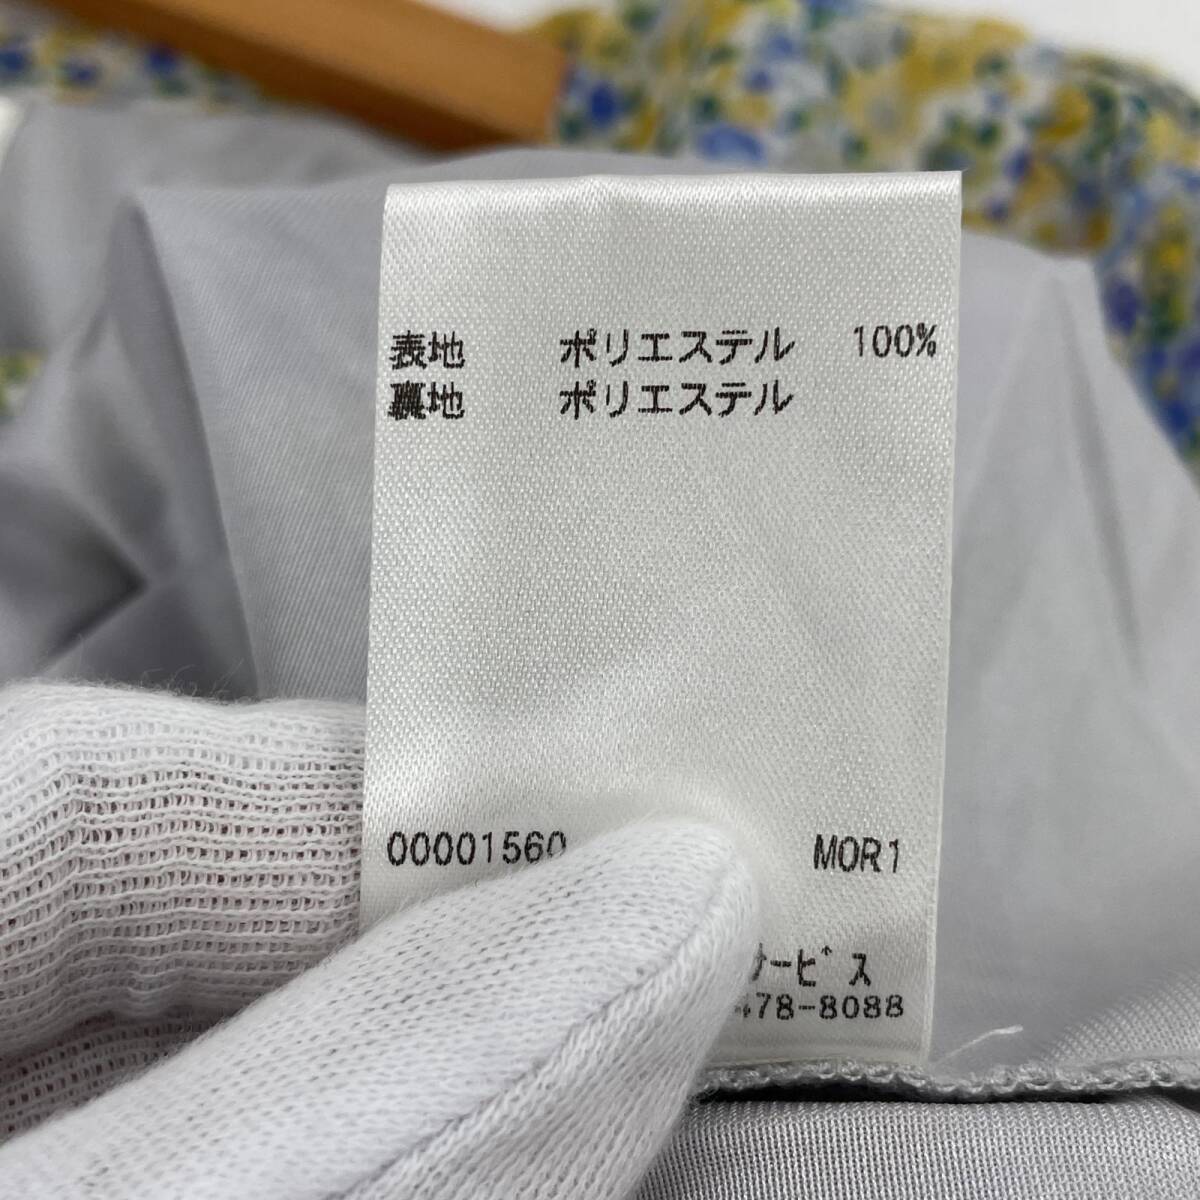 表地 ポリエステル 100%
裏地 ポリエステル
00001560 MOR1
サービス
478-8088